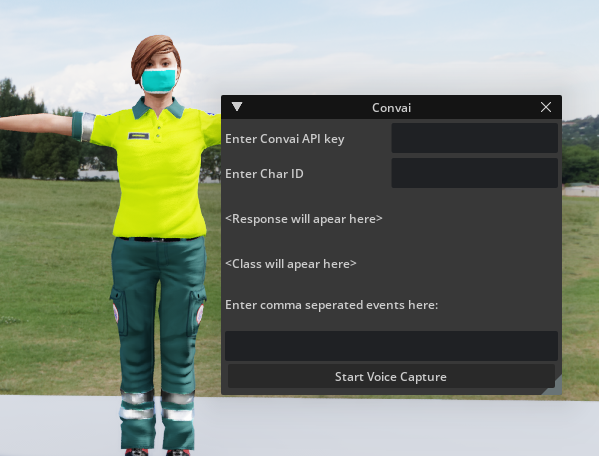 Convai
Enter Convai API key
Enter Char ID
<Response will apear here>
<Class will apear here>
Enter comma seperated events here:
Start Voice Capture